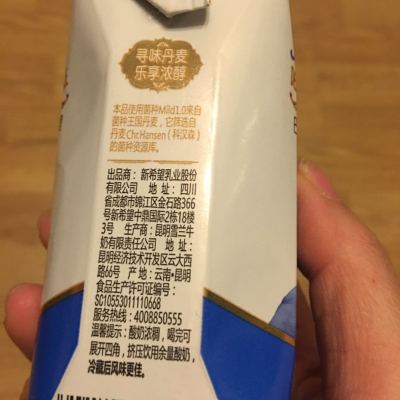 寻味丹麦
乐享浓醇
本品使用菌种Mild1.0来自
菌种王国丹麦，它筛选自
丹麦Chr.Hansen（科汉森）
的菌种资源库。
出品商：新希望乳业股份
有限公司 地址：四川
省成都市锦江区金石路366
号新希望中鼎国际2栋18楼
3号 生产商：昆明雪兰牛
奶有限责任公司 地址：
昆明经济技术开发区云大西
路66号 产地：云南·昆明
食品生产许可证编号：
SC10553011110668
服务热线：4008850555
温馨提示：酸奶浓稠，喝完可
展开四角，挤压饮用余量酸奶，
冷藏后风味更佳。